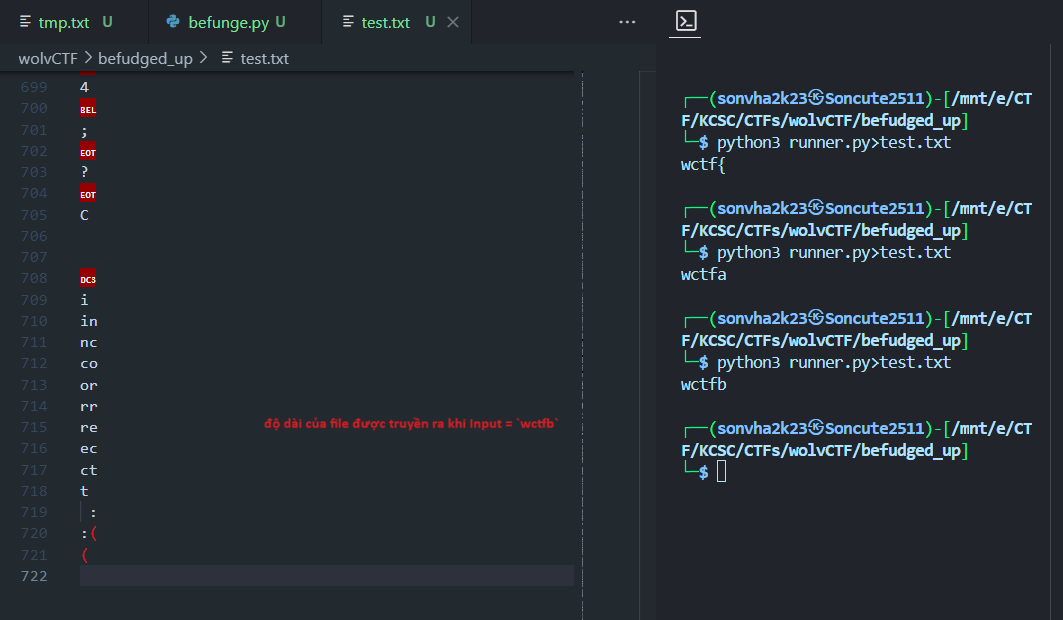 tmp.txt U
befunge.py U
test.txt U
wolvCTF > befudged_up > test.txt
699 4
700 BEL
701 ;
702 EOT
703 ?
704 EOT
705 C
706
707
708 DC3
709 i
710 in
711 nc
712 co
713 or
714 rr
715 re
716 ec
717 ct
718 t
719 :
720 :(
721 (
722
độ dài của file được truyền ra khi Input = `wctfb`
┌──(sonvha2k23㉿Soncute2511)-[/mnt/e/CT
F/KCSC/CTFs/wolvCTF/befudged_up]
└─$ python3 runner.py>test.txt
wctf{
┌──(sonvha2k23㉿Soncute2511)-[/mnt/e/CT
F/KCSC/CTFs/wolvCTF/befudged_up]
└─$ python3 runner.py>test.txt
wctfa
┌──(sonvha2k23㉿Soncute2511)-[/mnt/e/CT
F/KCSC/CTFs/wolvCTF/befudged_up]
└─$ python3 runner.py>test.txt
wctfb
┌──(sonvha2k23㉿Soncute2511)-[/mnt/e/CT
F/KCSC/CTFs/wolvCTF/befudged_up]
└─$